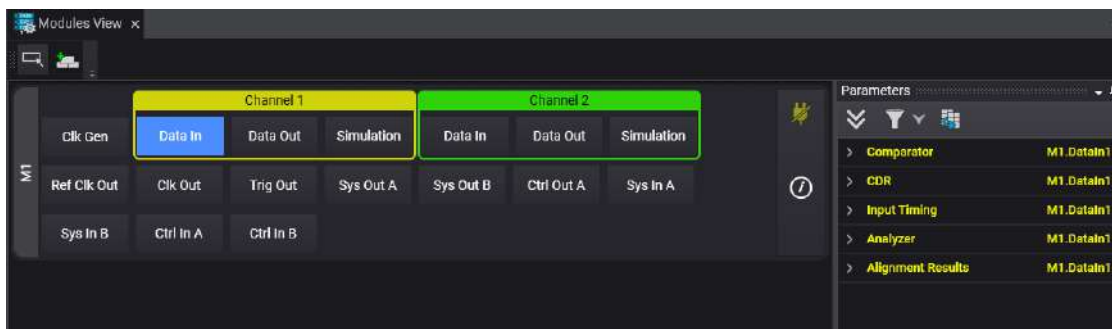 Modules View ×
Parameters
Channel 1 Channel 2
Clk Gen Data In Data Out Simulation Data In Data Out Simulation
M1
Ref Clk Out Clk Out Trig Out Sys Out A Sys Out B Ctrl Out A Sys In A
Sys In B Ctrl In A Ctrl In B
Comparator M1.DataIn1
CDR M1.DataIn1
Input Timing M1.DataIn1
Analyzer M1.DataIn1
Alignment Results M1.DataIn1